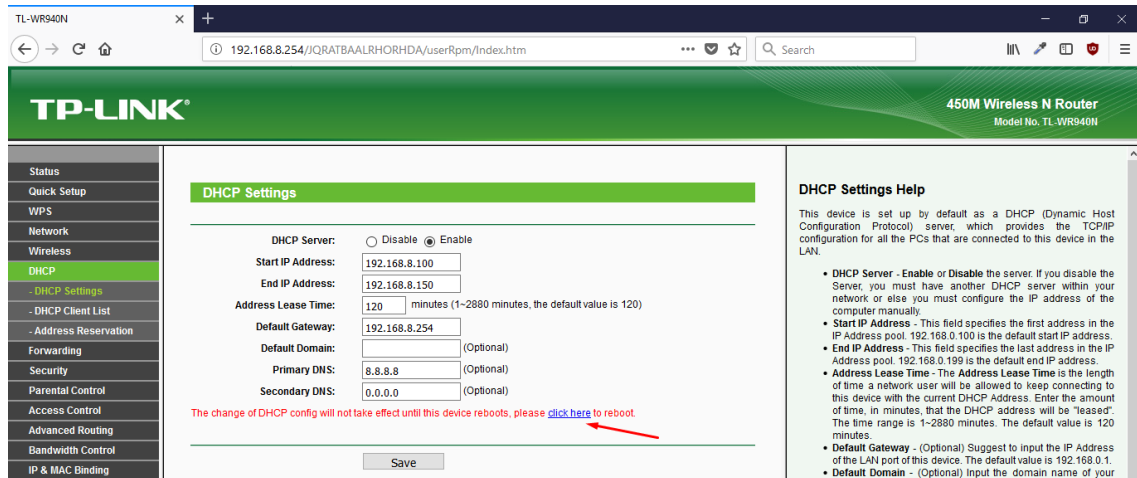 TL-WR940N
192.168.8.254/JQRATBAALRHORHDA/userRpm/Index.htm
Search
TP-LINK®
450M Wireless N Router
Model No. TL-WR940N
Status
Quick Setup
WPS
Network
Wireless
DHCP
- DHCP Settings
- DHCP Client List
- Address Reservation
Forwarding
Security
Parental Control
Access Control
Advanced Routing
Bandwidth Control
IP & MAC Binding
DHCP Settings
DHCP Server: Disable Enable
Start IP Address: 192.168.8.100
End IP Address: 192.168.8.150
Address Lease Time: 120 minutes (1~2880 minutes, the default value is 120)
Default Gateway: 192.168.8.254
Default Domain: (Optional)
Primary DNS: 8.8.8.8 (Optional)
Secondary DNS: 0.0.0.0 (Optional)
The change of DHCP config will not take effect until this device reboots, please click here to reboot.
Save
DHCP Settings Help
This device is set up by default as a DHCP (Dynamic Host
Configuration Protocol) server, which provides the TCP/IP
configuration for all the PCs that are connected to this device in the
LAN.
• DHCP Server - Enable or Disable the server. If you disable the
Server, you must have another DHCP server within your
network or else you must configure the IP address of the
computer manually.
• Start IP Address - This field specifies the first address in the
IP Address pool. 192.168.0.100 is the default start IP address.
• End IP Address - This field specifies the last address in the IP
Address pool. 192.168.0.199 is the default end IP address.
• Address Lease Time - The Address Lease Time is the length
of time a network user will be allowed to keep connecting to
this device with the current DHCP Address. Enter the amount
of time, in minutes, that the DHCP address will be "leased".
The time range is 1~2880 minutes. The default value is 120
minutes.
• Default Gateway - (Optional) Suggest to input the IP Address
of the LAN port of this device. The default value is 192.168.0.1.
• Default Domain - (Optional) Input the domain name of your